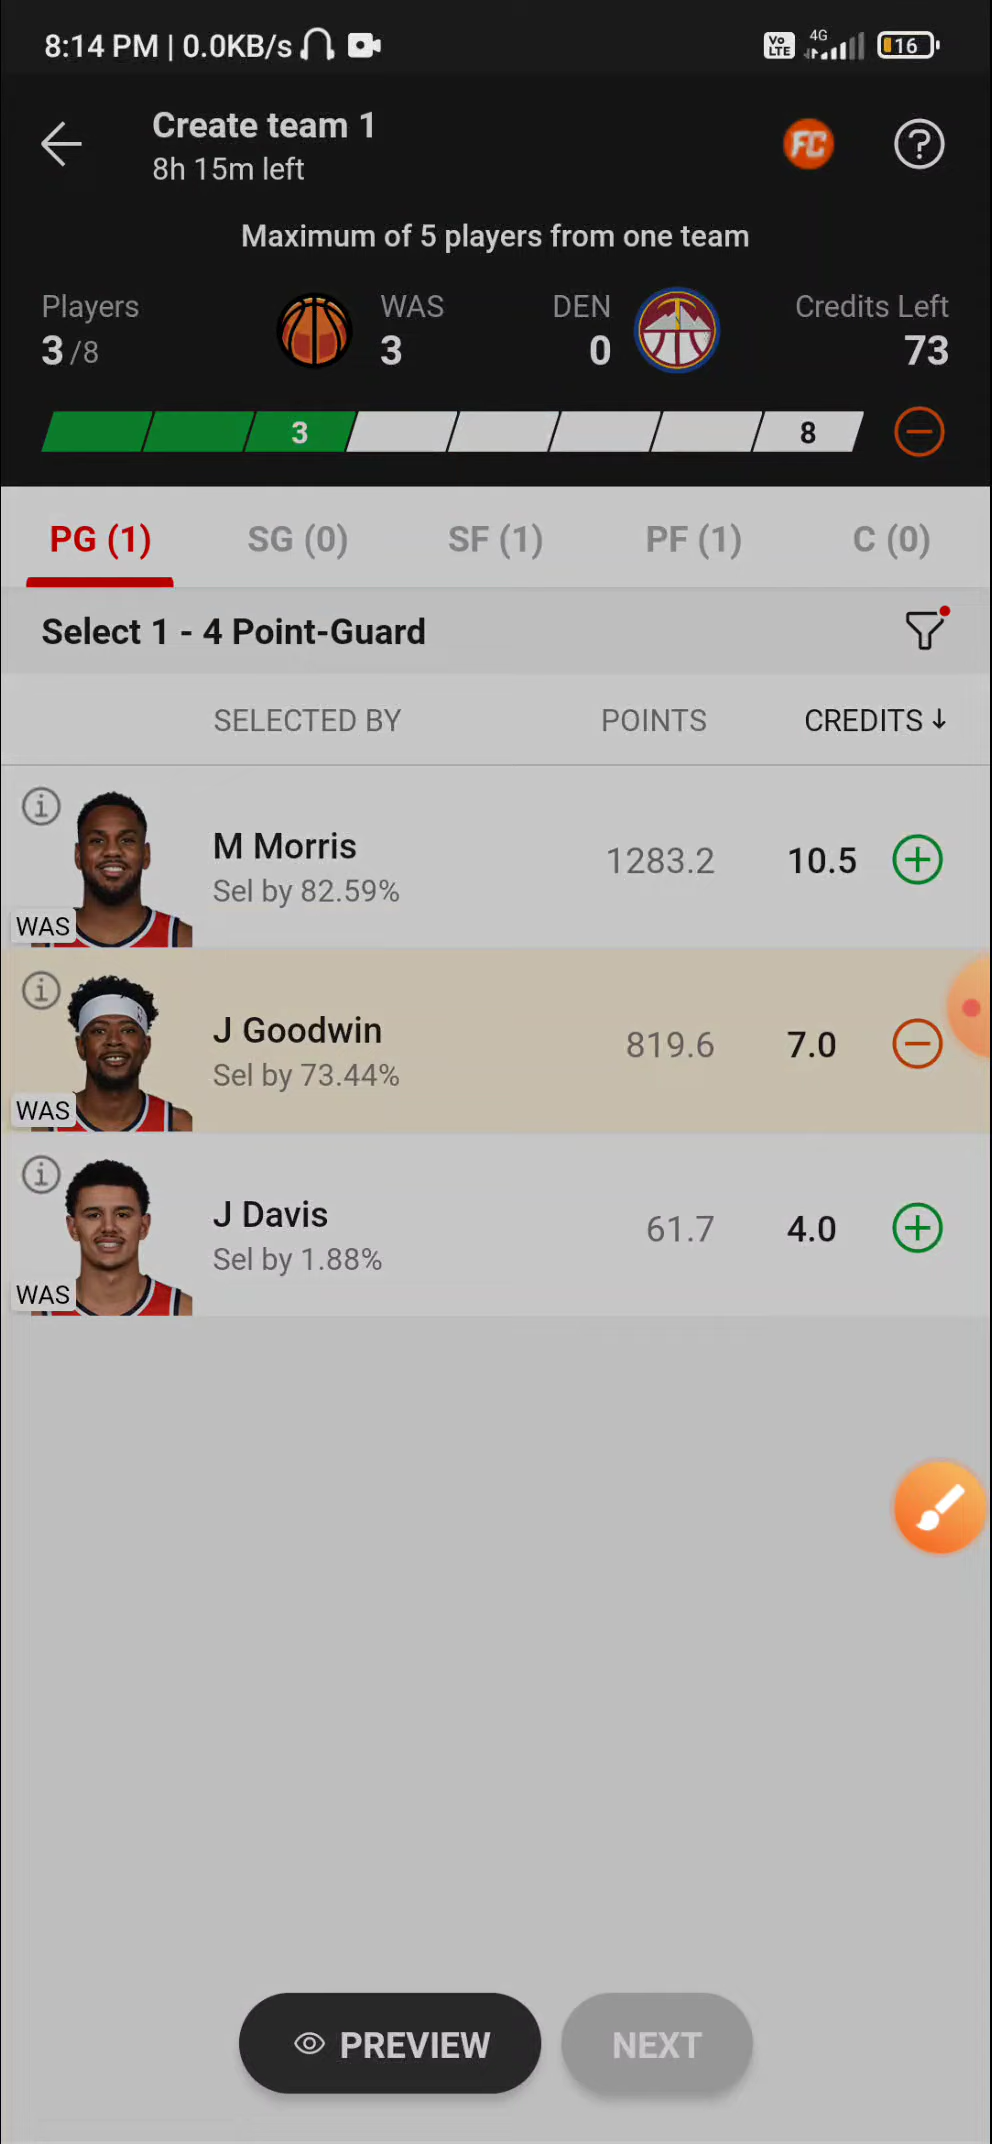 8:14 PM | 0.0KB/s
Vo LTE 4G 16
Create team 1
8h 15m left
FC
Maximum of 5 players from one team
Players WAS DEN Credits Left
3 /8 3 0 73
3 8
PG (1) SG (0) SF (1) PF (1) C (0)
Select 1 - 4 Point-Guard
SELECTED BY POINTS CREDITS ↓
M Morris 1283.2 10.5
Sel by 82.59%
WAS
J Goodwin 819.6 7.0
Sel by 73.44%
WAS
J Davis 61.7 4.0
Sel by 1.88%
WAS
PREVIEW NEXT